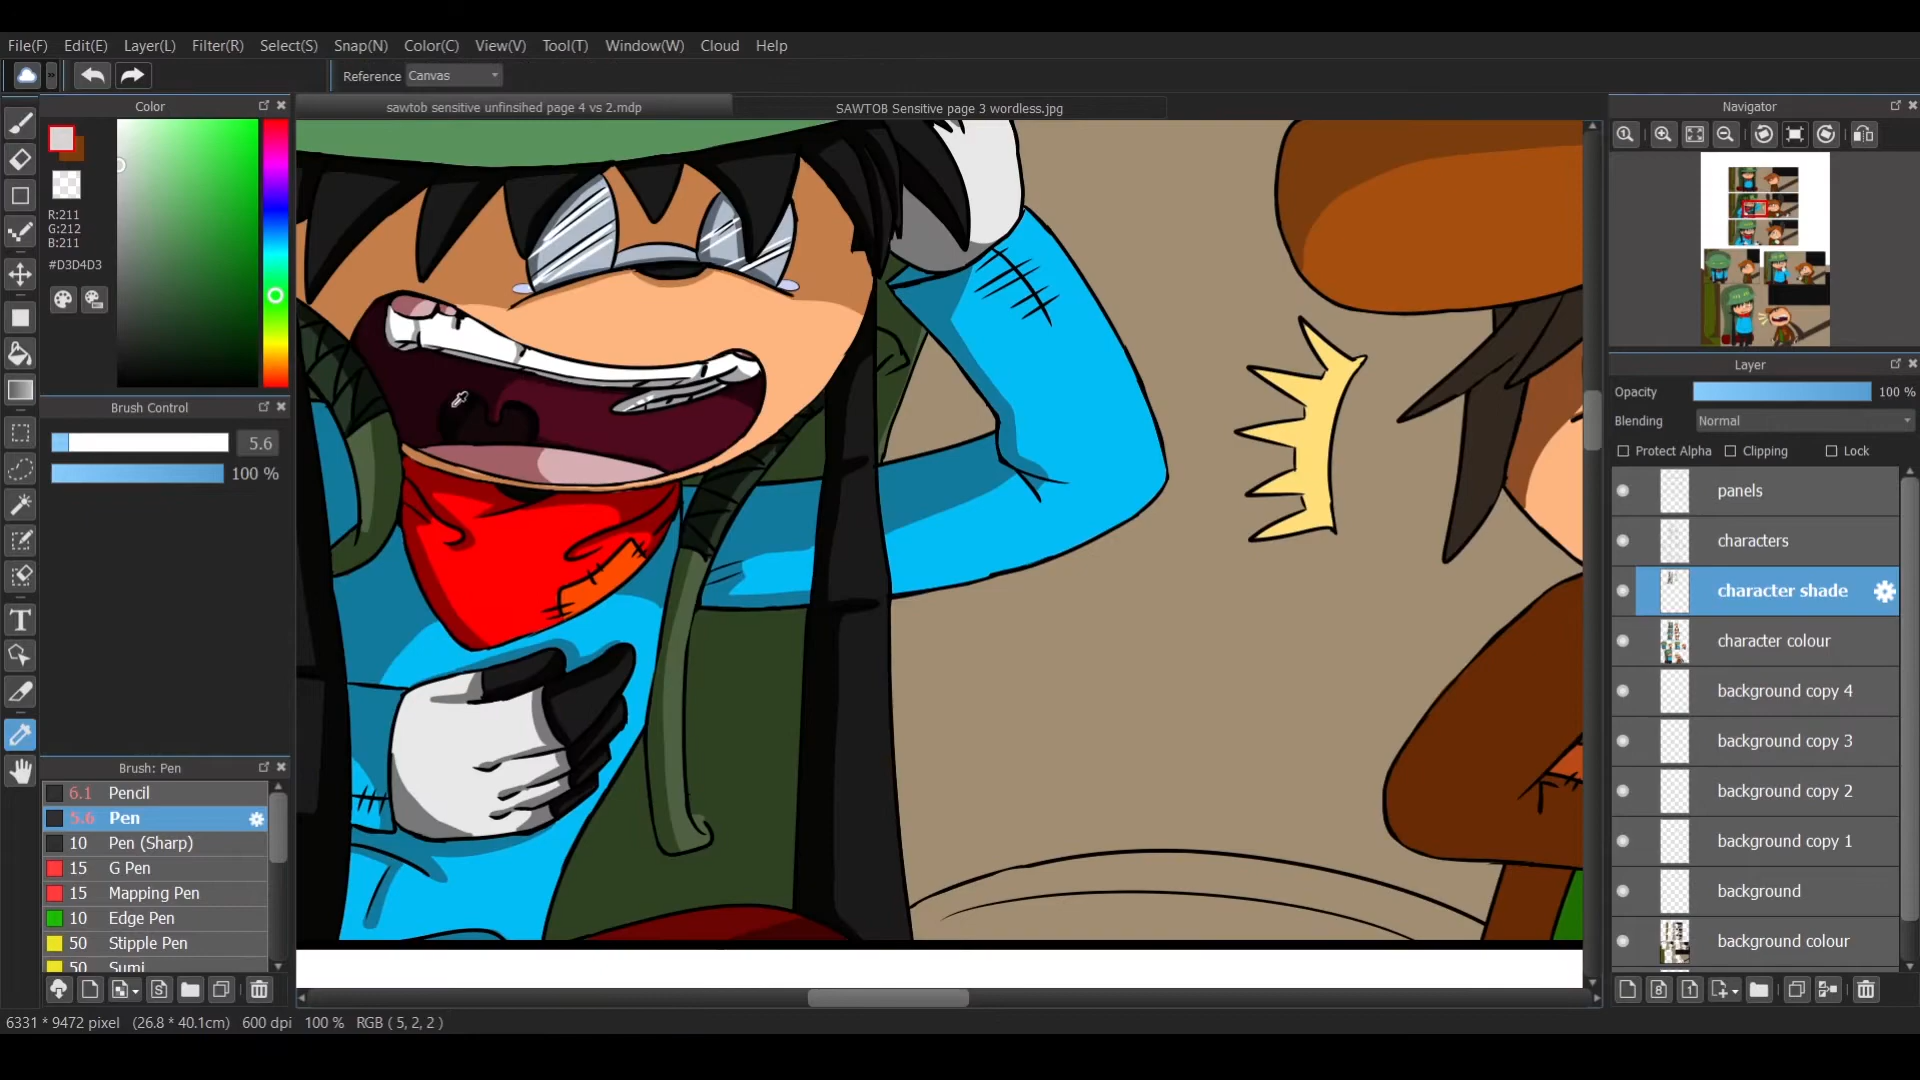 File(F) Edit(E) Layer(L) Filter(R) Select(S) Snap(N) Color(C) View(V) Tool(T) Window(W) Cloud Help
Reference Canvas
Color
sawtob sensitive unfinsihed page 4 vs 2.mdp
SAWTOB Sensitive page 3 wordless.jpg
Navigator
R:211
G:212
B:211
#D3D4D3
Brush Control
5.6
100 %
Layer
Opacity 100 %
Blending Normal
Protect Alpha Clipping Lock
panels
characters
character shade
character colour
background copy 4
background copy 3
background copy 2
background copy 1
background
background colour
Brush: Pen
6.1 Pencil
5.6 Pen
10 Pen (Sharp)
15 G Pen
15 Mapping Pen
10 Edge Pen
50 Stipple Pen
50 Sumi
6331 * 9472 pixel (26.8 * 40.1cm) 600 dpi 100 % RGB ( 5, 2, 2 )